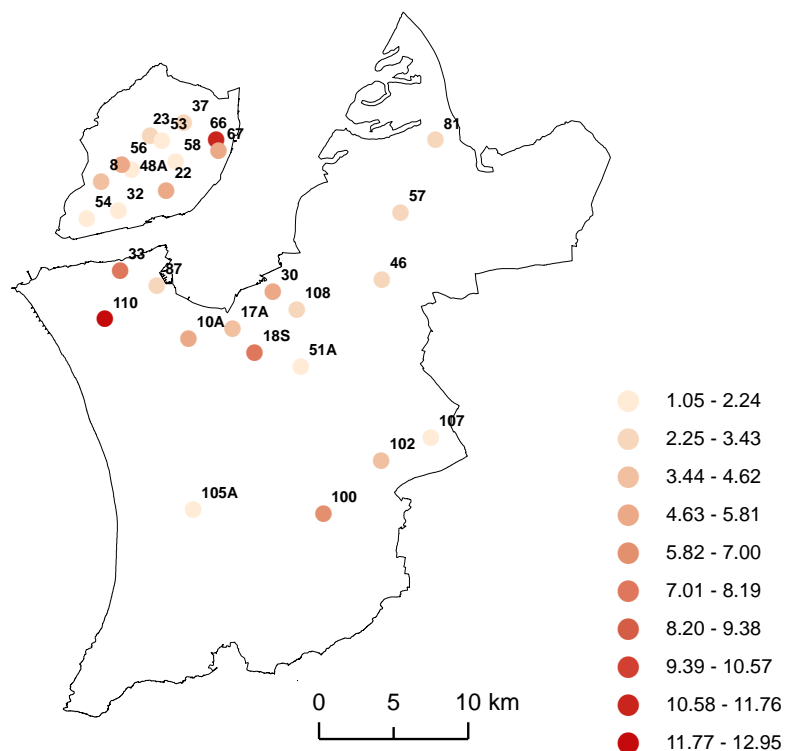 37
23
53
66
67
56
58
8
48A
22
32
54
81
57
33
87
30
46
110
108
17A
10A
18S
51A
107
102
105A
100
1.05 - 2.24
2.25 - 3.43
3.44 - 4.62
4.63 - 5.81
5.82 - 7.00
7.01 - 8.19
8.20 - 9.38
9.39 - 10.57
10.58 - 11.76
11.77 - 12.95
0 5 10 km